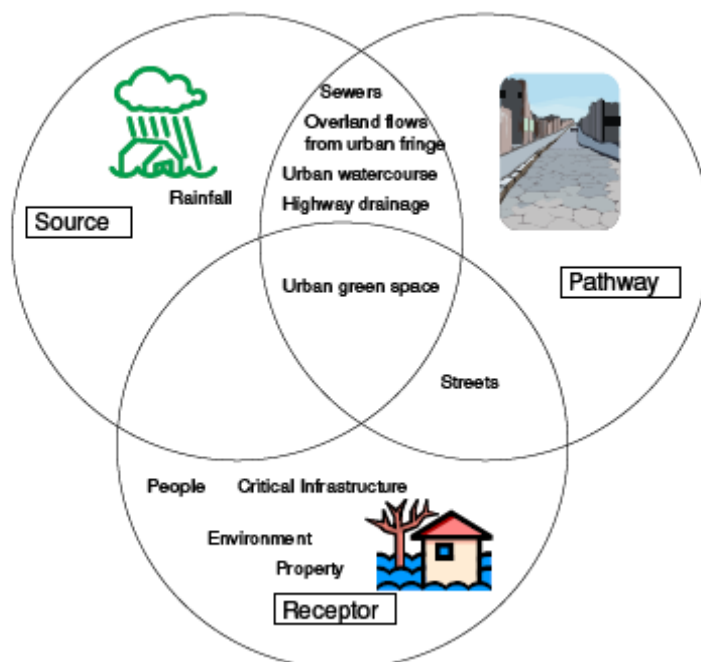 Sewers
Overland flows
from urban fringe
Urban watercourse
Highway drainage
Rainfall
Source
Pathway
Urban green space
Streets
People
Critical Infrastructure
Environment
Property
Receptor